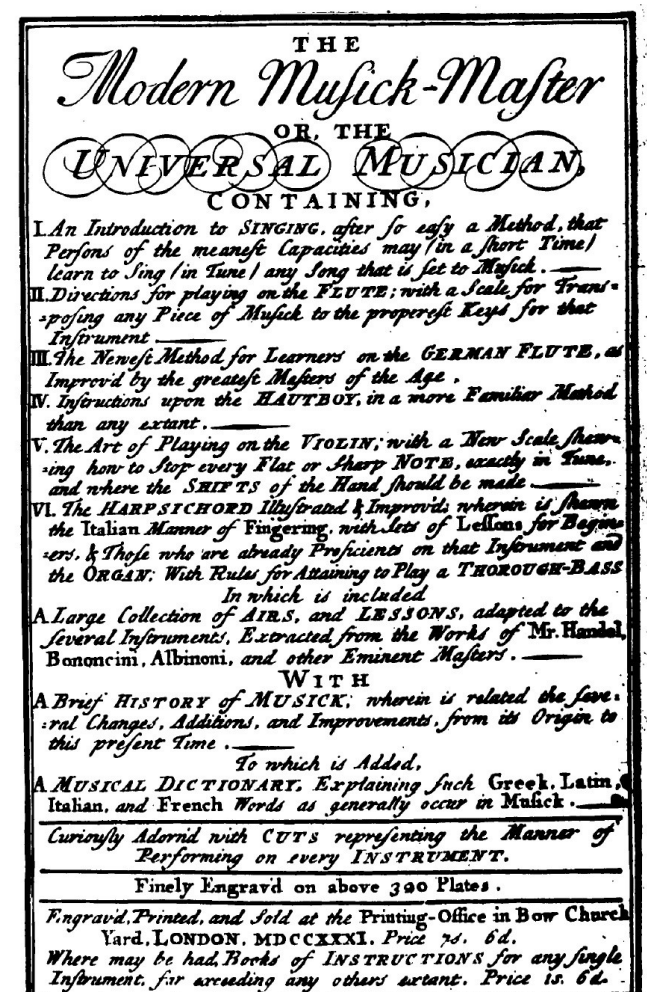 THE
Modern Muſick-Maſter
OR, THE
UNIVERSAL MUSICIAN,
CONTAINING,
I. An Introduction to SINGING, after ſo eaſy a Method, that
Perſons of the meaneſt Capacities may (in a ſhort Time)
learn to Sing (in Tune) any Song that is ſet to Muſick.
II. Directions for playing on the FLUTE; with a Scale for Tranſ=
=poſing any Piece of Muſick to the propereſt Keys for that
Inſtrument
III. The Neweſt Method for Learners on the GERMAN FLUTE, as
Improv'd by the greateſt Maſters of the Age.
IV. Inſtructions upon the HAUTBOY, in a more Familiar Method
than any extant.
V. The Art of Playing on the VIOLIN; with a New Scale ſhew=
=ing how to Stop every Flat or Sharp NOTE, exactly in Tune,
and where the SHIFTS of the Hand ſhould be made
VI. The HARPSICHORD Illuſtrated & Improv'd; wherein is ſhewn
the Italian Manner of Fingering, with ſets of Leſſons for Begin=
=ers, & Thoſe who are already Proficients on that Inſtrument and
the ORGAN; With Rules for Attaining to Play a THOROUGH-BASS
In which is included
A Large Collection of AIRS, and LESSONS, adapted to the
ſeveral Inſtruments, Extracted from the Works of Mr. Handel,
Bononcini, Albinoni, and other Eminent Maſters.
WITH
A Brief HISTORY of MUSICK; wherein is related the ſeve=
=ral Changes, Additions, and Improvements, from its Origin to
this preſent Time.
To which is Added,
A MUSICAL DICTIONARY, Explaining ſuch Greek, Latin,
Italian, and French Words as generally occur in Muſick.
Curiouſly Adorn'd with CUTS repreſenting the Manner of
Performing on every INSTRUMENT.
Finely Engrav'd on above 320 Plates.
Engrav'd, Printed, and Sold at the Printing-Office in Bow Church
Yard, LONDON. MDCCXXXI. Price 7s. 6d.
Where may be had, Books of INSTRUCTIONS for any ſingle
Inſtrument, far exceeding any others extant. Price 1s. 6d.